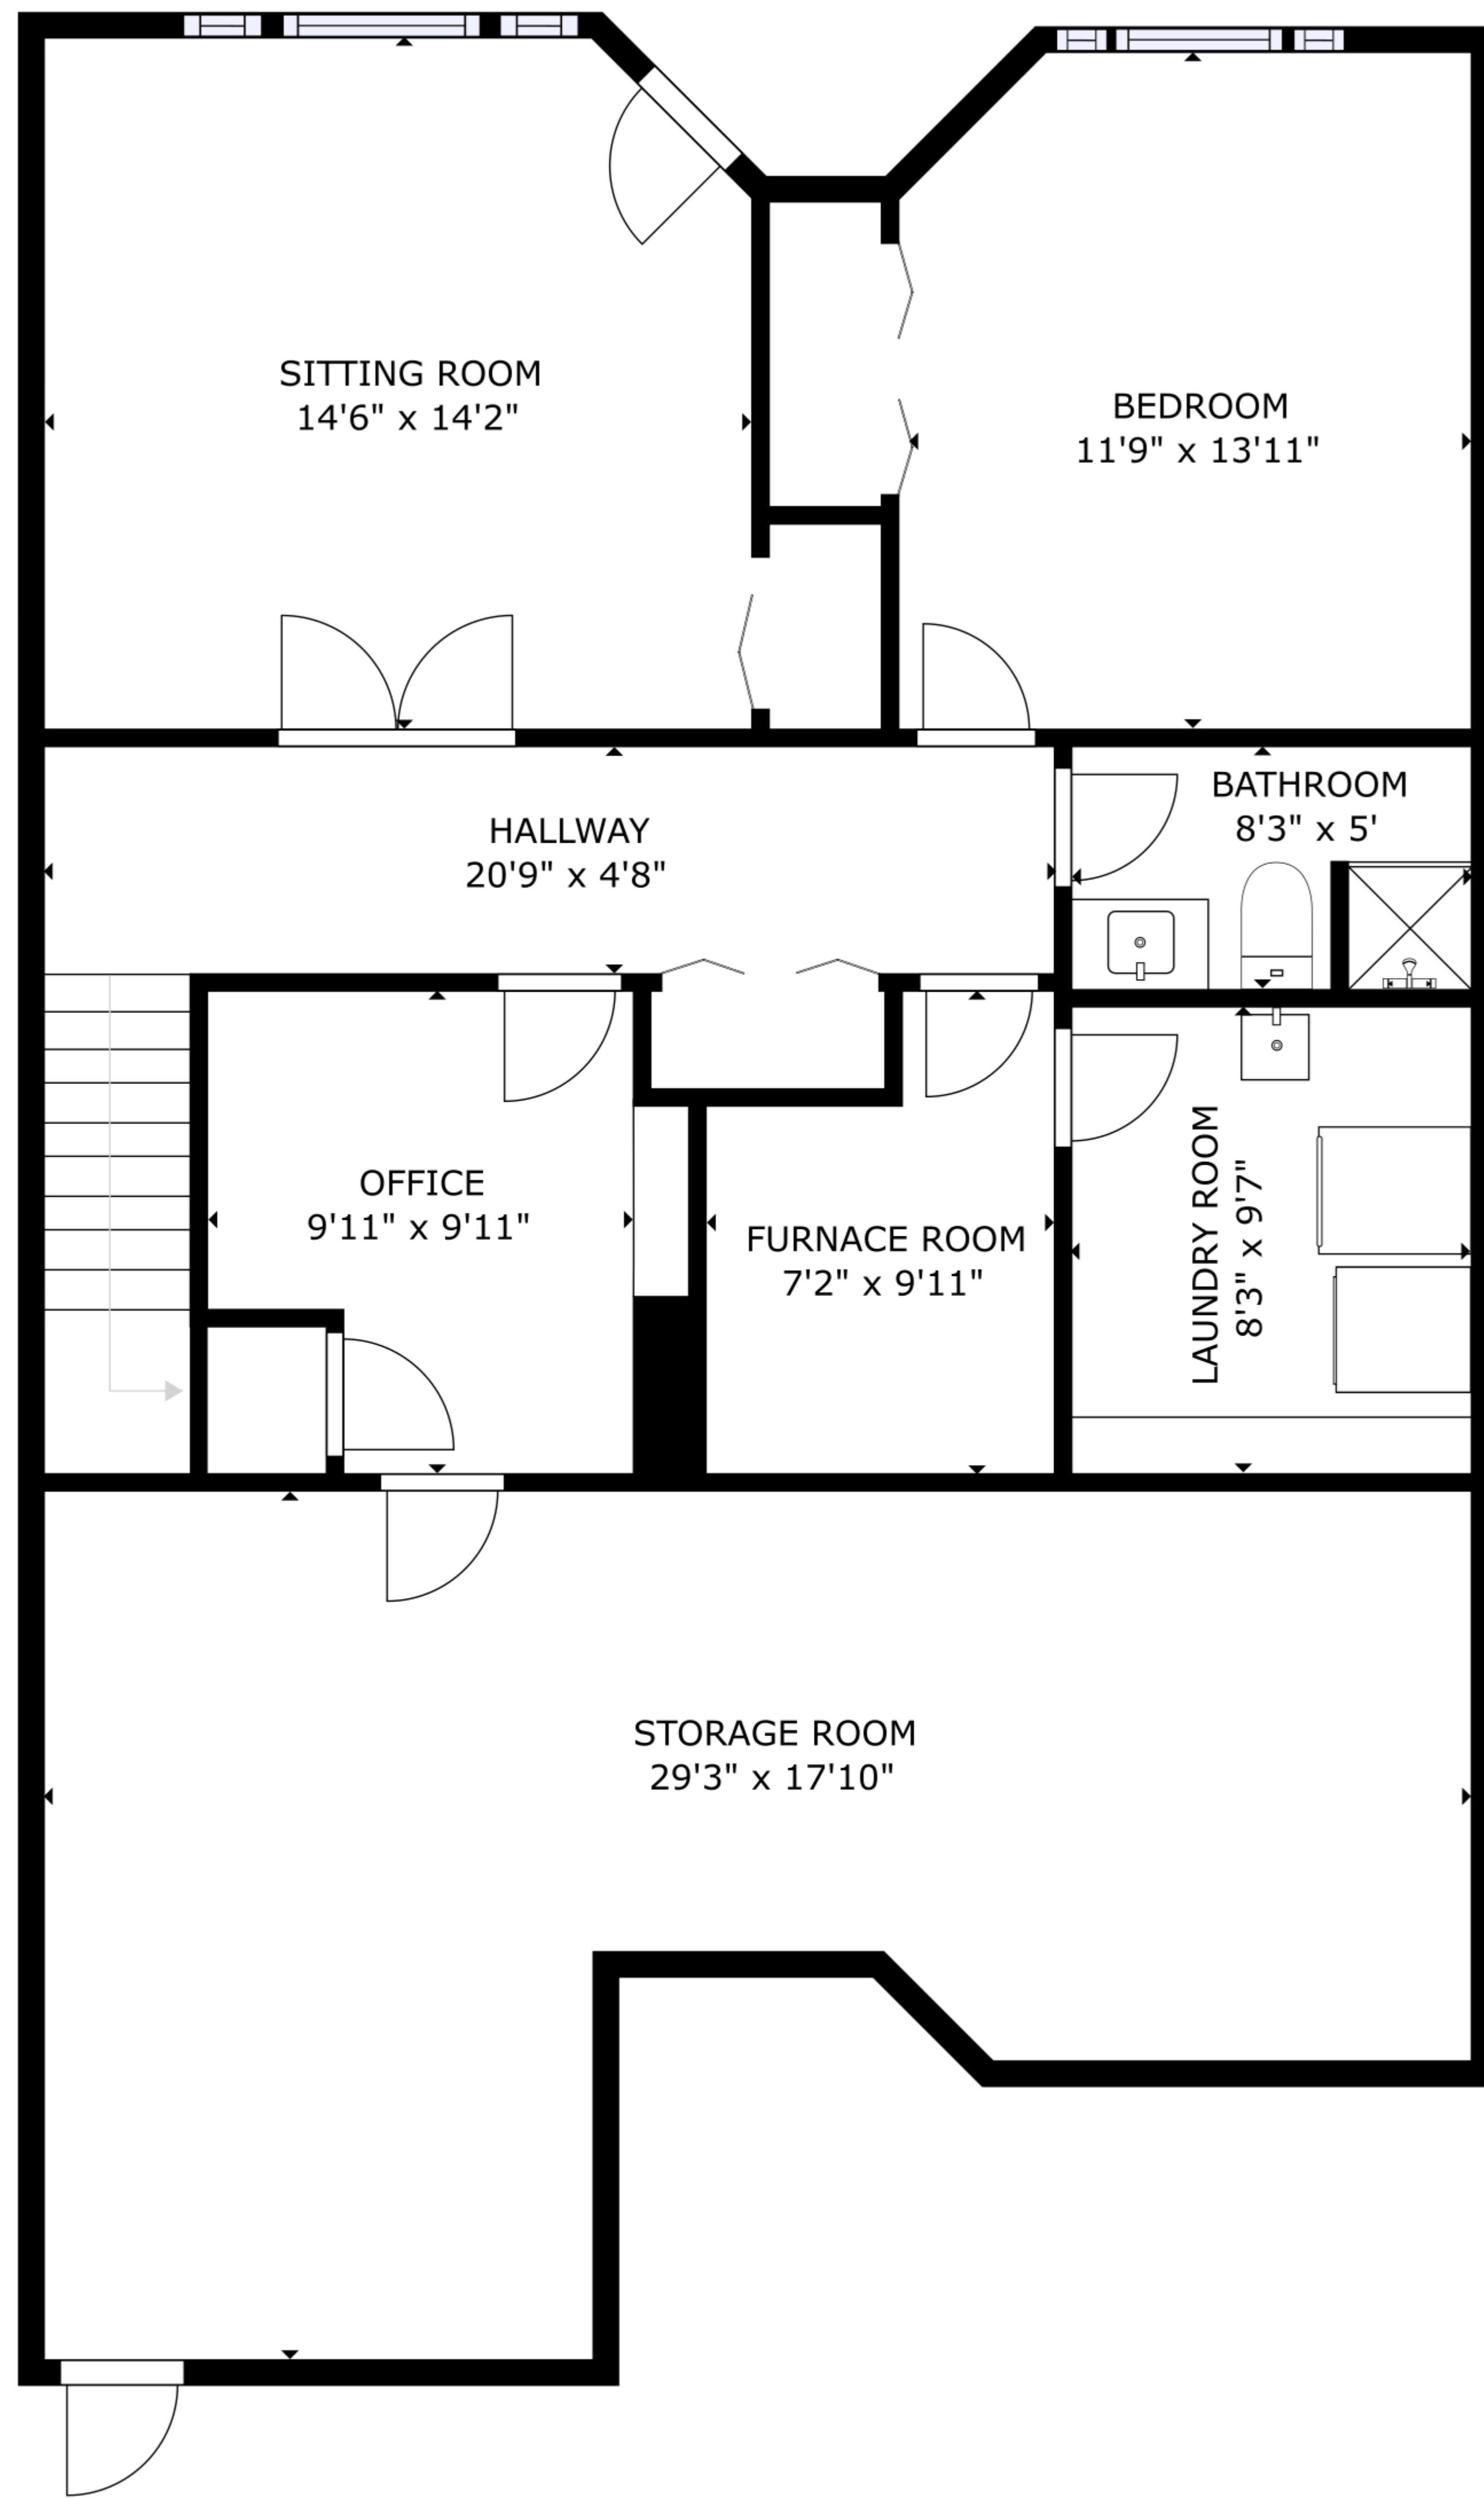 SITTING ROOM
14'6" x 14'2"
BEDROOM
11'9" x 13'11"
BATHROOM
8'3" x 5'
HALLWAY
20'9" x 4'8"
OFFICE
9'11" x 9'11"
FURNACE ROOM
7'2" x 9'11"
LAUNDRY ROOM
8'3" x 9'7"
STORAGE ROOM
29'3" x 17'10"